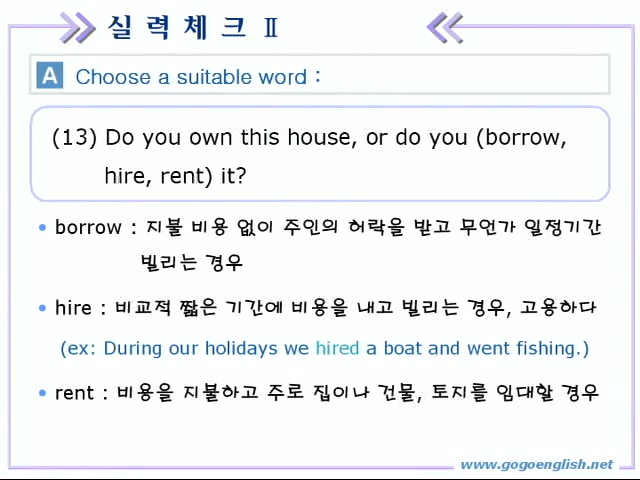 실력체크 Ⅱ
A Choose a suitable word :
(13) Do you own this house, or do you (borrow,
hire, rent) it?
• borrow : 지불 비용 없이 주인의 허락을 받고 무언가 일정기간
빌리는 경우
• hire : 비교적 짧은 기간에 비용을 내고 빌리는 경우, 고용하다
(ex: During our holidays we hired a boat and went fishing.)
• rent : 비용을 지불하고 주로 집이나 건물, 토지를 임대할 경우
www.gogoenglish.net